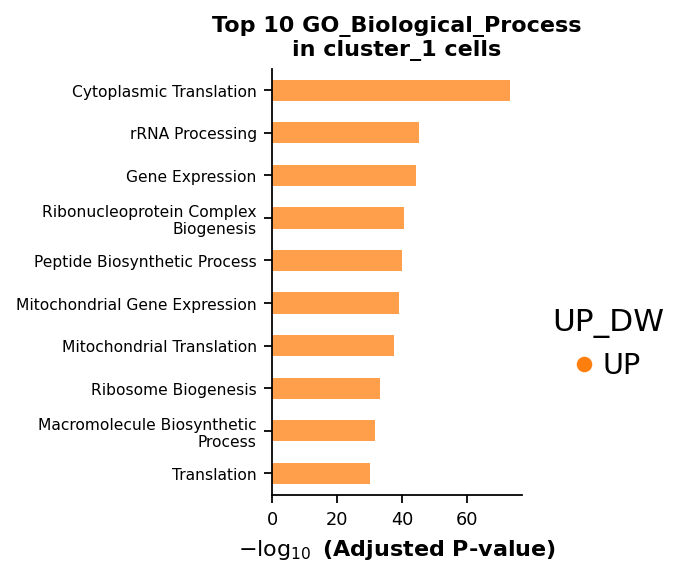 Top 10 GO_Biological_Process
in cluster_1 cells
Cytoplasmic Translation
rRNA Processing
Gene Expression
Ribonucleoprotein Complex
Biogenesis
Peptide Biosynthetic Process
Mitochondrial Gene Expression
Mitochondrial Translation
Ribosome Biogenesis
Macromolecule Biosynthetic
Process
Translation
UP_DW
UP
0 20 40 60
−log₁₀ (Adjusted P-value)